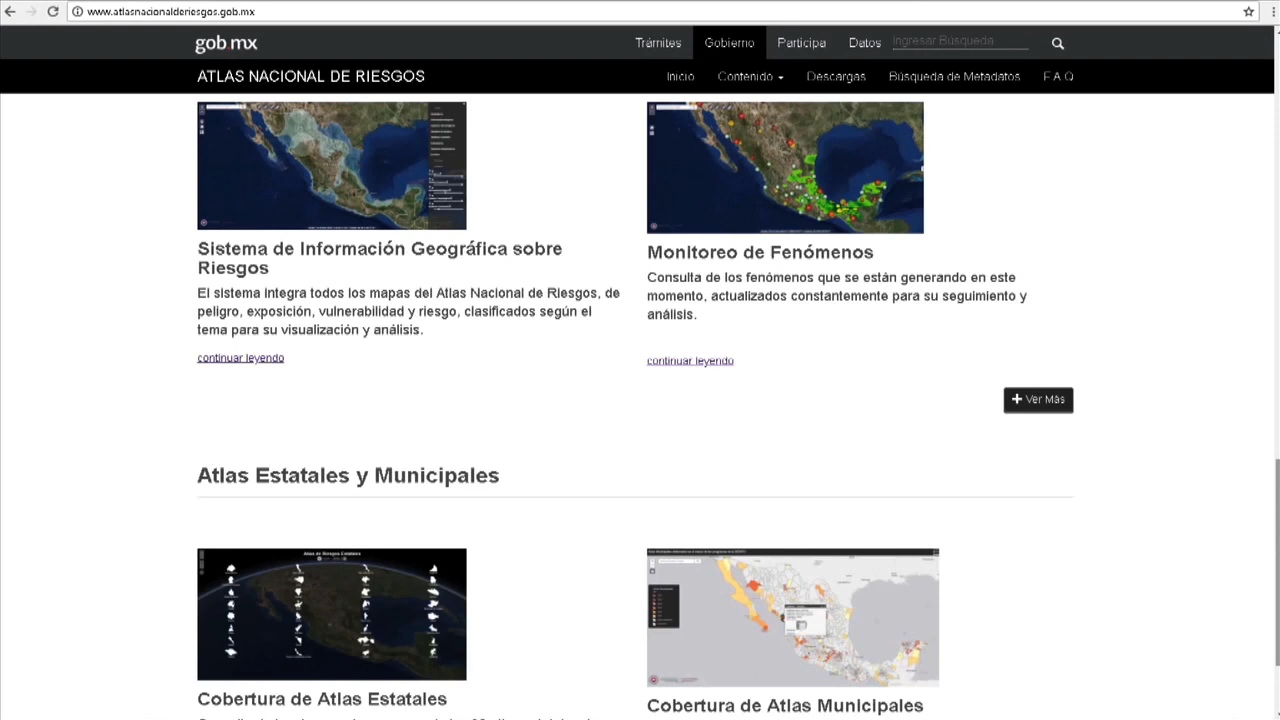 www.atlasnacionalderiesgos.gob.mx
gob.mx
Trámites
Gobierno
Participa
Datos
Ingresar Búsqueda
ATLAS NACIONAL DE RIESGOS
Inicio
Contenido
Descargas
Búsqueda de Metadatos
F A Q
Sistema de Información Geográfica sobre
Riesgos
El sistema integra todos los mapas del Atlas Nacional de Riesgos, de
peligro, exposición, vulnerabilidad y riesgo, clasificados según el
tema para su visualización y análisis.
continuar leyendo
Monitoreo de Fenómenos
Consulta de los fenómenos que se están generando en este
momento, actualizados constantemente para su seguimiento y
análisis.
continuar leyendo
Ver Más
Atlas Estatales y Municipales
Atlas de Riesgos Estatales
Cobertura de Atlas Estatales
Cobertura de Atlas Municipales